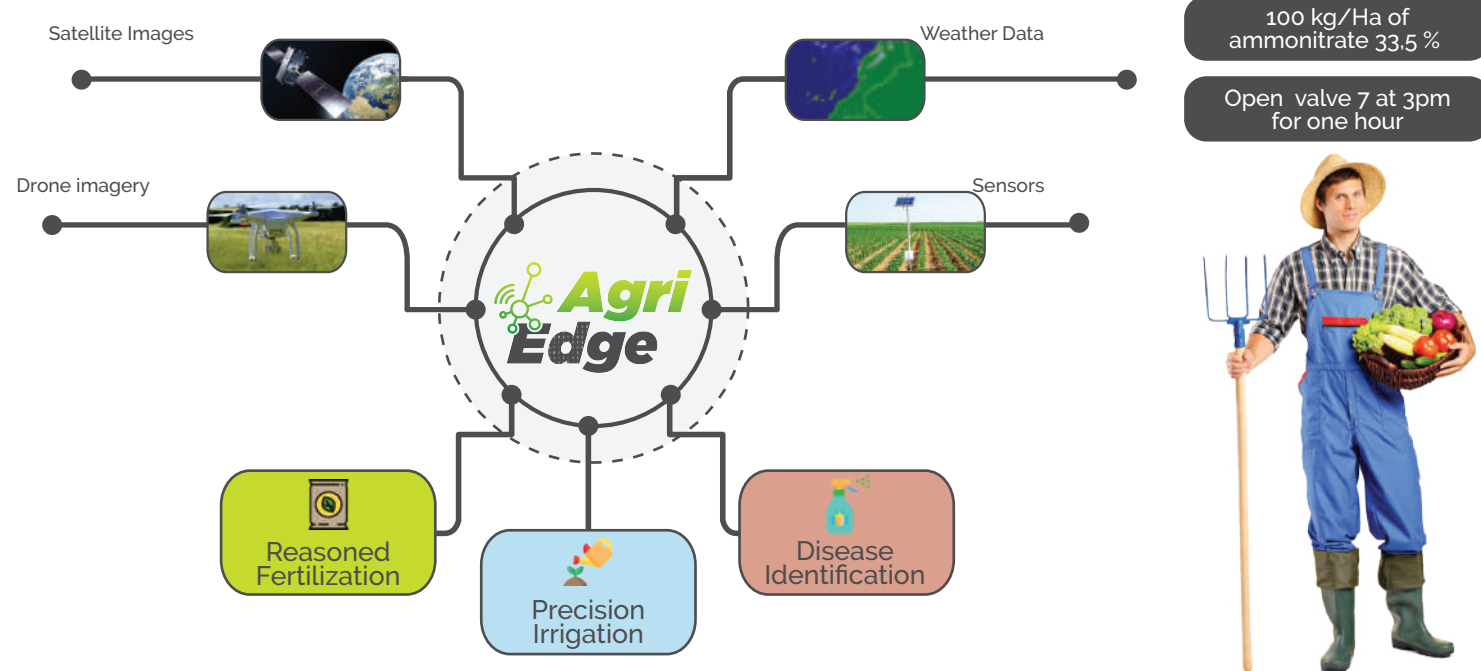 Satellite Images
Weather Data
100 kg/Ha of
ammonitrate 33,5 %
Open valve 7 at 3pm
for one hour
Drone imagery
Sensors
Agri
Edge
Reasoned
Fertilization
Precision
Irrigation
Disease
Identification